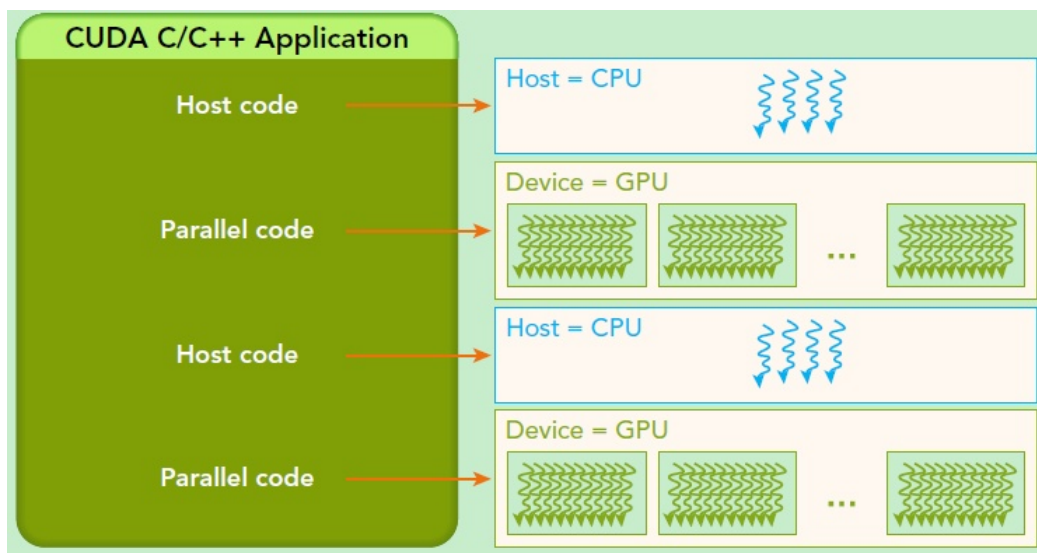 CUDA C/C++ Application
Host code
Host = CPU
Parallel code
Device = GPU
...
Host code
Host = CPU
Parallel code
Device = GPU
...